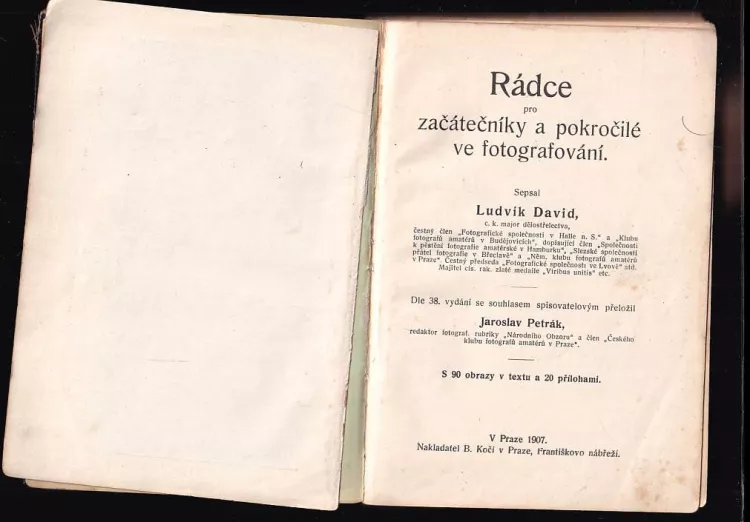 Rádce
pro
začátečníky a pokročilé
ve fotografování.
Sepsal
Ludvík David,
c. k. major dělostřelectva,
čestný člen „Fotografické společnosti v Halle n. S.“ a „Klubu
fotografů amatérů v Budějovicích“, dopisující člen „Společnosti
k pěstění fotografie amatérské v Hamburku“, „Slezské společnosti
přátel fotografie v Břeclavě“ a „Něm. klubu fotografů amatérů
v Praze“. Čestný předseda „Fotografické společnosti ve Lvově“ atd.
Majitel cís. rak. zlaté medaile „Viribus unitis“ etc.
Dle 38. vydání se souhlasem spisovatelovým přeložil
Jaroslav Petrák,
redaktor fotograf. rubriky „Národního Obzoru“ a člen „Českého
klubu fotografů amatérů v Praze“.
S 90 obrazy v textu a 20 přílohami.
V Praze 1907.
Nakladatel B. Kočí v Praze, Františkovo nábřeží.